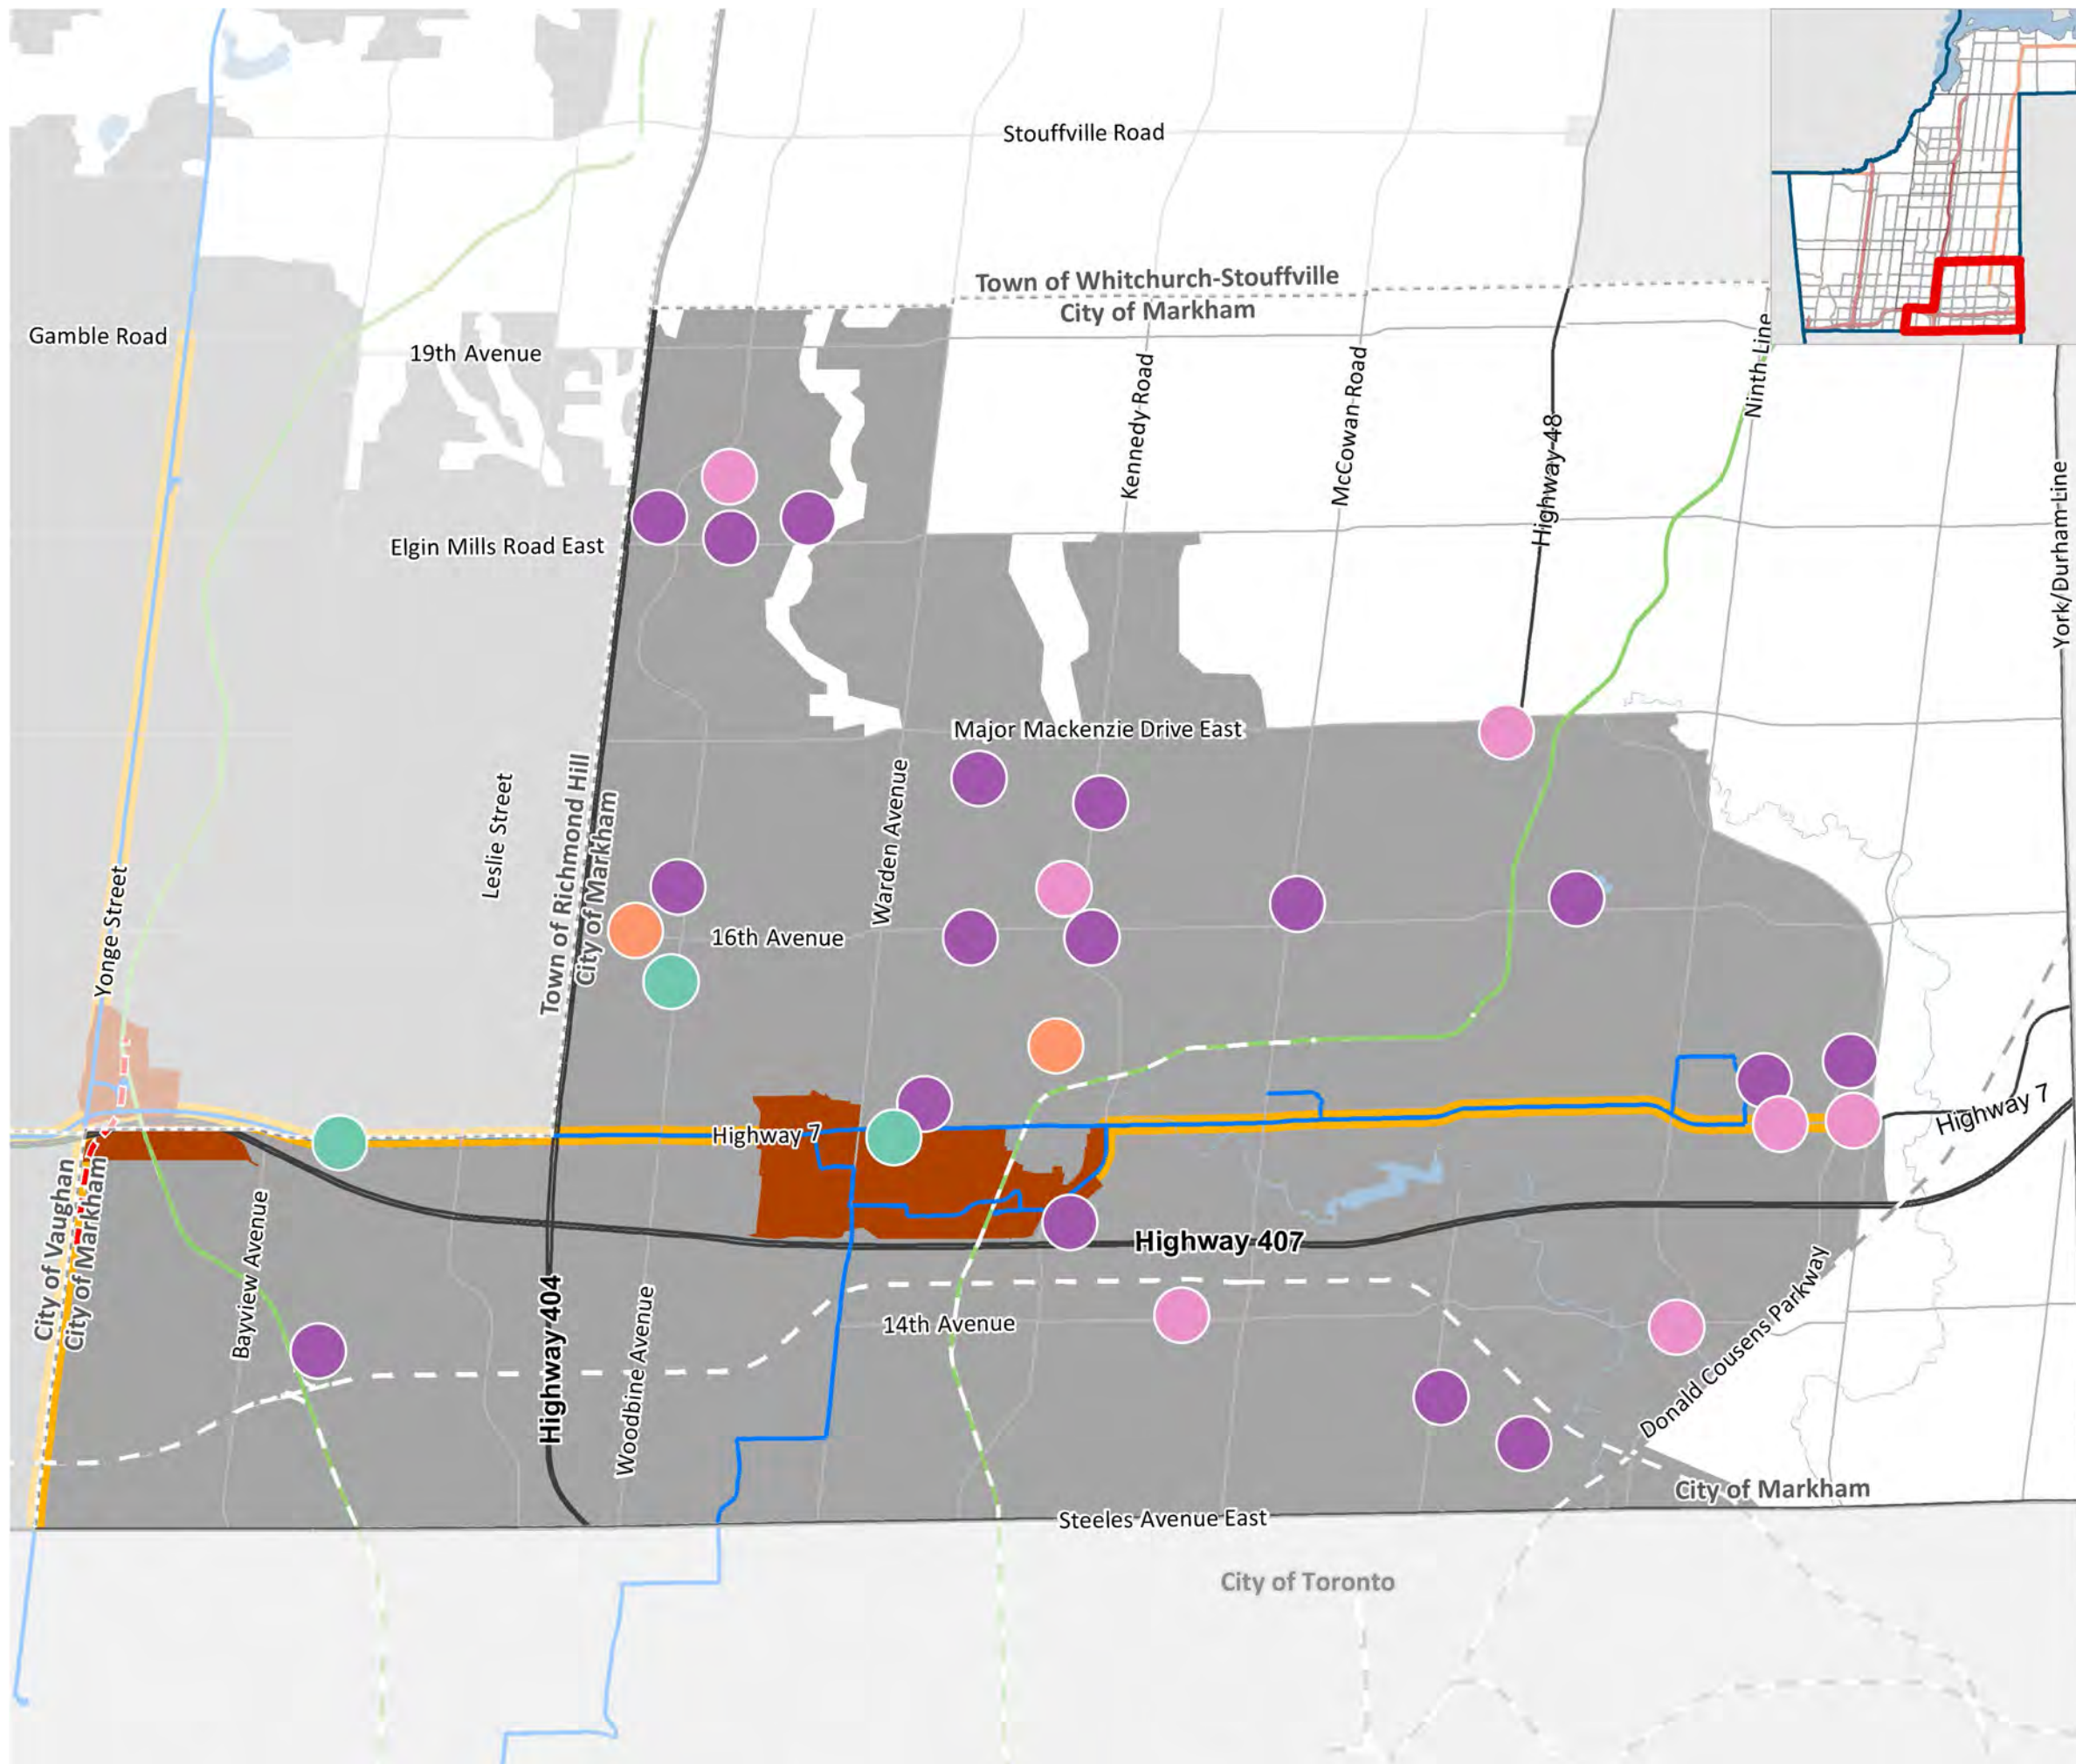 Stouffville Road
Town of Whitchurch-Stouffville
City of Markham
Gamble Road
19th Avenue
Kennedy Road
McCowan Road
Highway 48
Ninth Line
York/Durham Line
Elgin Mills Road East
Major Mackenzie Drive East
Leslie Street
Town of Richmond Hill
City of Markham
Warden Avenue
Yonge Street
16th Avenue
Highway 7
Highway 7
City of Vaughan
City of Markham
Bayview Avenue
Highway 407
Highway 404
Woodbine Avenue
14th Avenue
Donald Cousens Parkway
City of Markham
Steeles Avenue East
City of Toronto